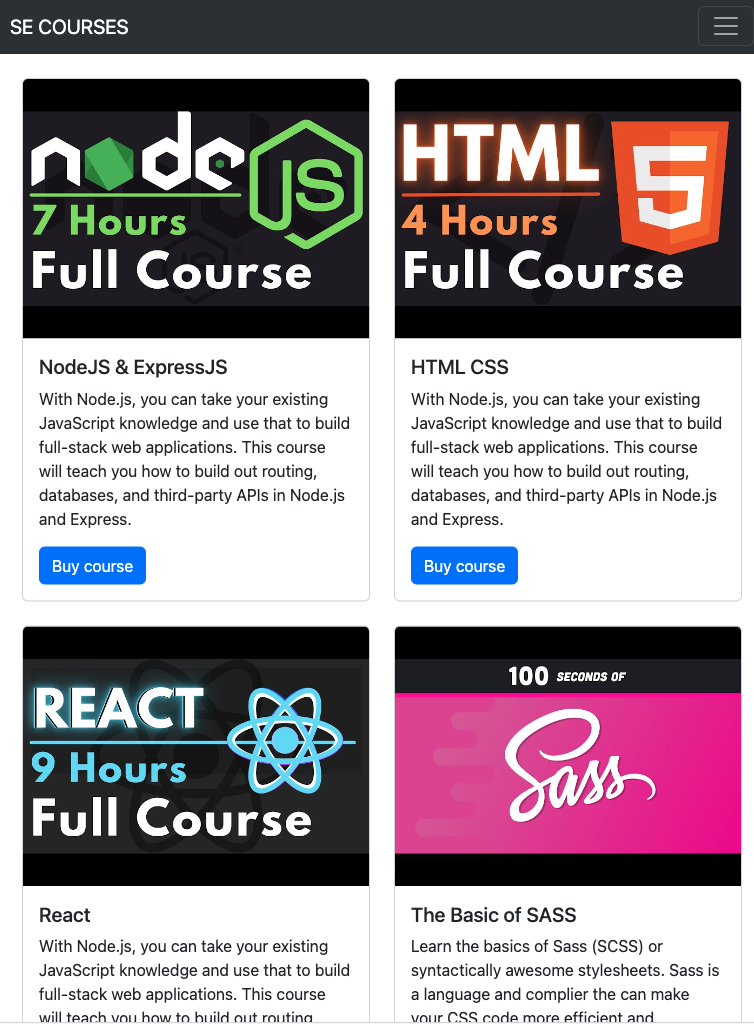 SE COURSES
node
JS
7 Hours
Full Course
HTML
5
4 Hours
Full Course
NodeJS & ExpressJS
With Node.js, you can take your existing
JavaScript knowledge and use that to build
full-stack web applications. This course
will teach you how to build out routing,
databases, and third-party APIs in Node.js
and Express.
Buy course
HTML CSS
With Node.js, you can take your existing
JavaScript knowledge and use that to build
full-stack web applications. This course
will teach you how to build out routing,
databases, and third-party APIs in Node.js
and Express.
Buy course
REACT
9 Hours
Full Course
100 SECONDS OF
Sass
React
With Node.js, you can take your existing
JavaScript knowledge and use that to build
full-stack web applications. This course
will teach you how to build out routing,
The Basic of SASS
Learn the basics of Sass (SCSS) or
syntactically awesome stylesheets. Sass is
a language and complier the can make
your CSS code more efficient and